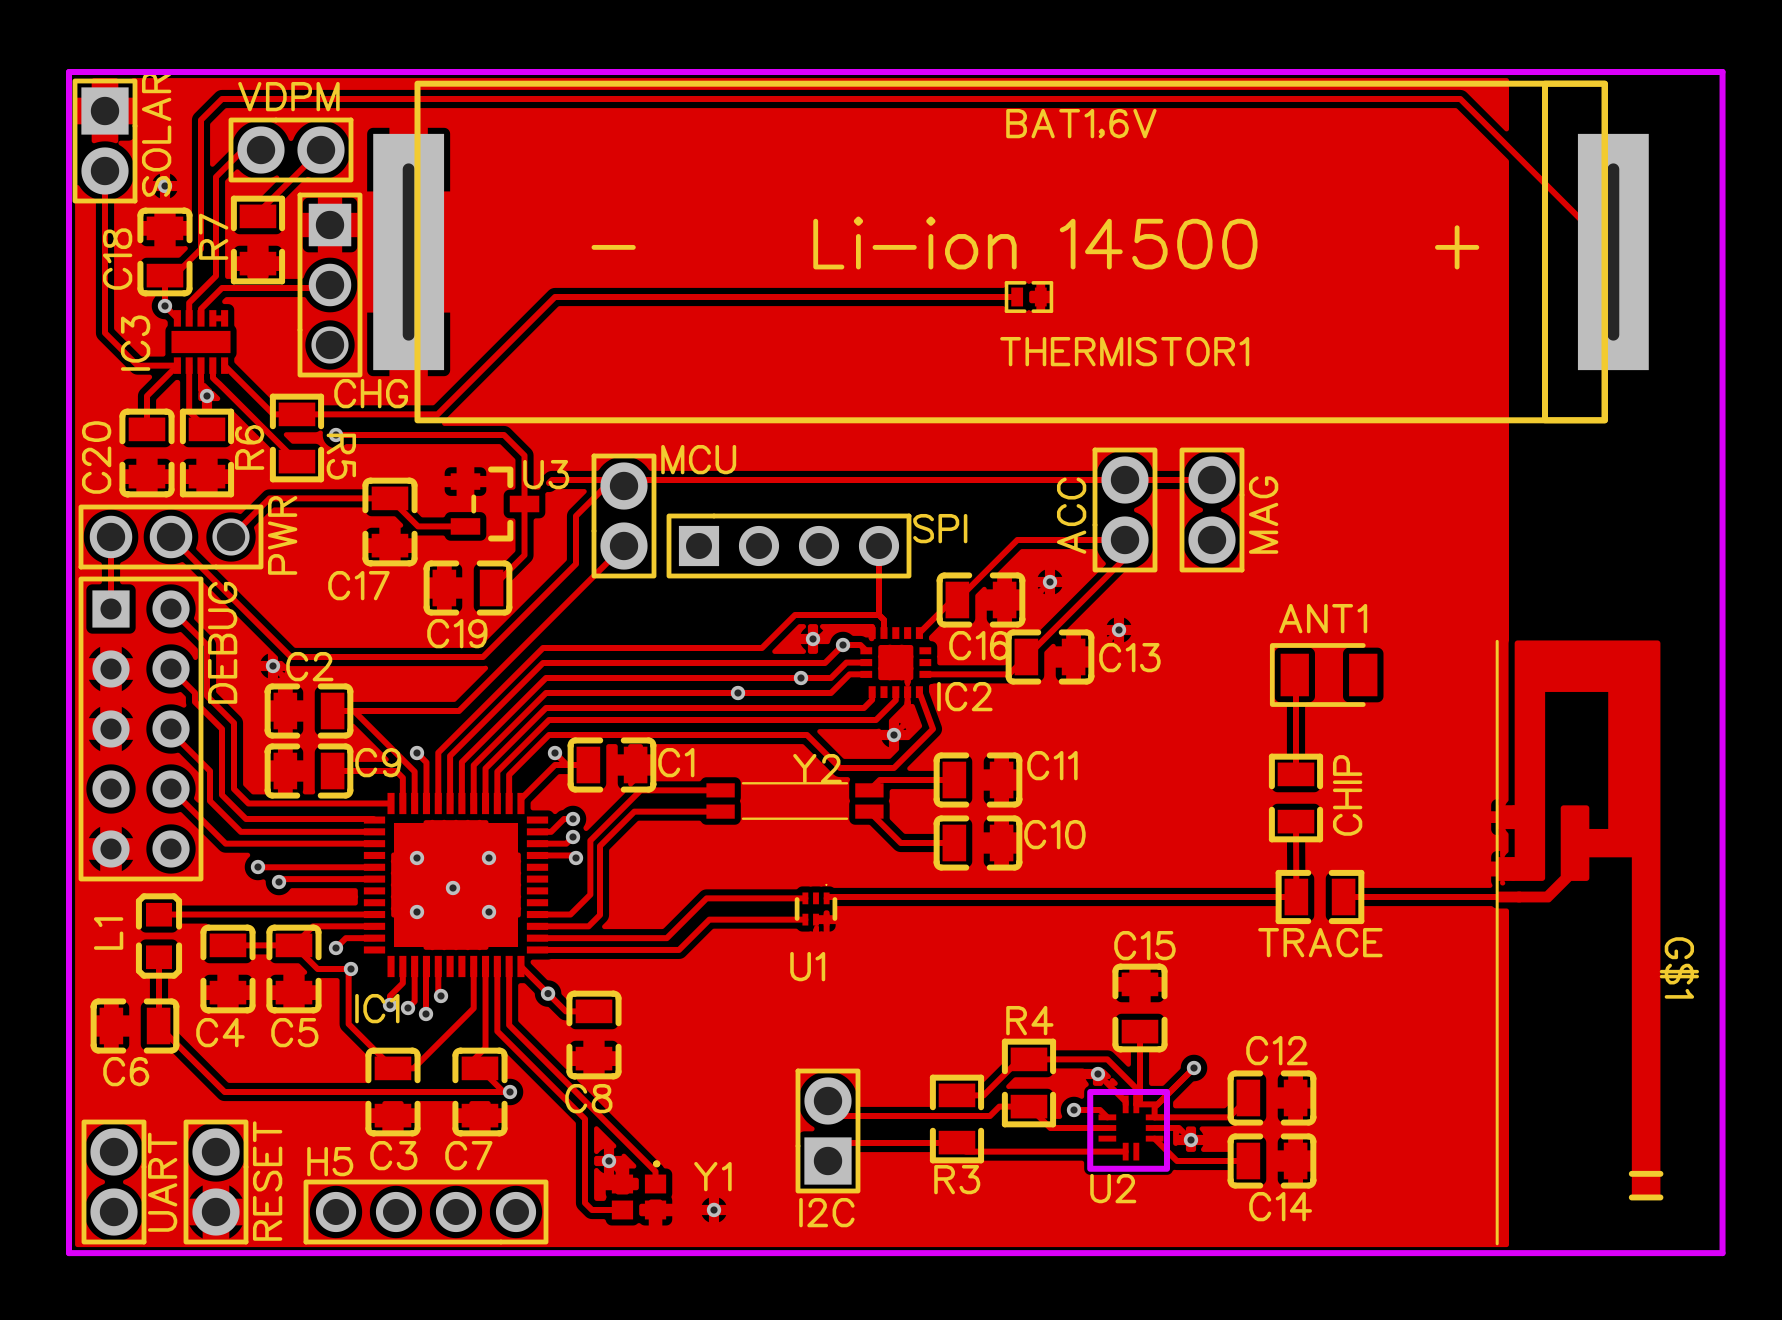 SOLAR
VDPM
BAT1,6V
C18
R7
- Li-ion 14500 +
IC3
THERMISTOR1
CHG
C20
R6
R5
U3
MCU
ACC
MAG
PWR
SPI
C17
C19
DEBUG
C2
C16
C13
ANT1
IC2
C9
C1
Y2
C11
CHIP
C10
L1
TRACE
G$1
U1
C15
IC1
C4
C5
R4
C6
C12
C8
UART
RESET
H5
C3
C7
Y1
R3
U2
I2C
C14